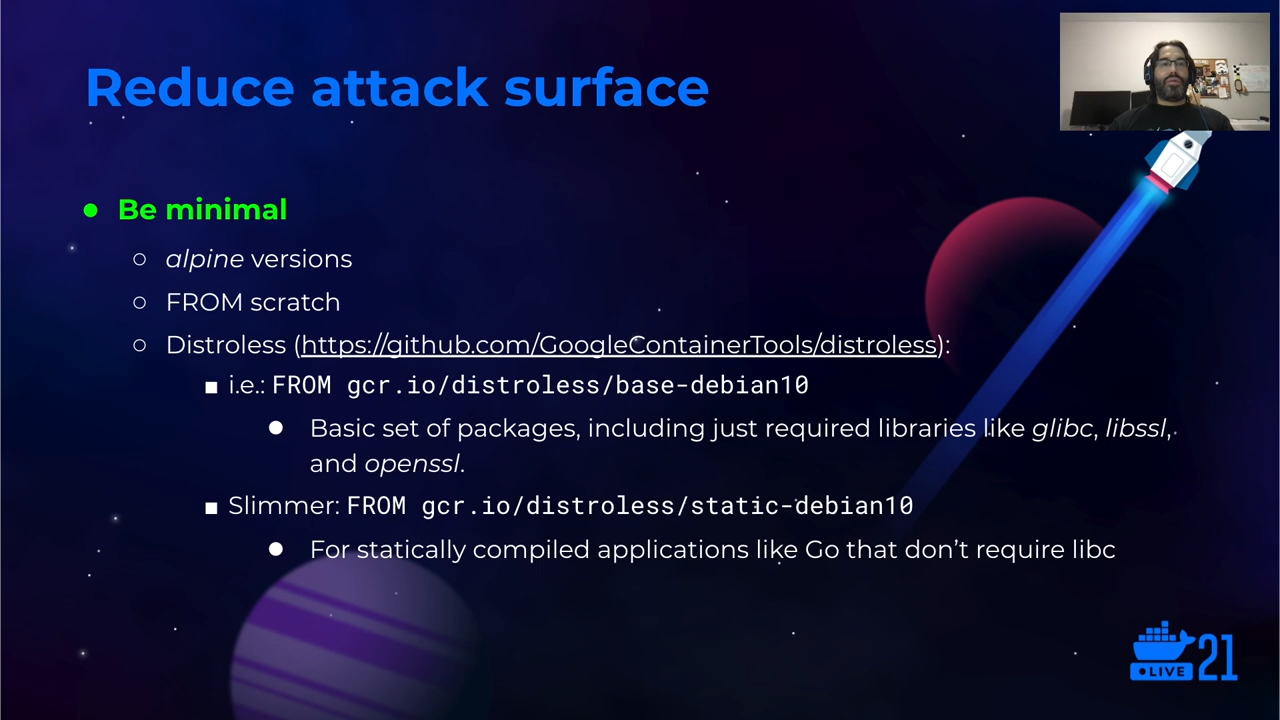 Reduce attack surface
● Be minimal
○ alpine versions
○ FROM scratch
○ Distroless (https://github.com/GoogleContainerTools/distroless):
■ i.e.: FROM gcr.io/distroless/base-debian10
● Basic set of packages, including just required libraries like glibc, libssl,
and openssl.
■ Slimmer: FROM gcr.io/distroless/static-debian10
● For statically compiled applications like Go that don’t require libc
LIVE 21